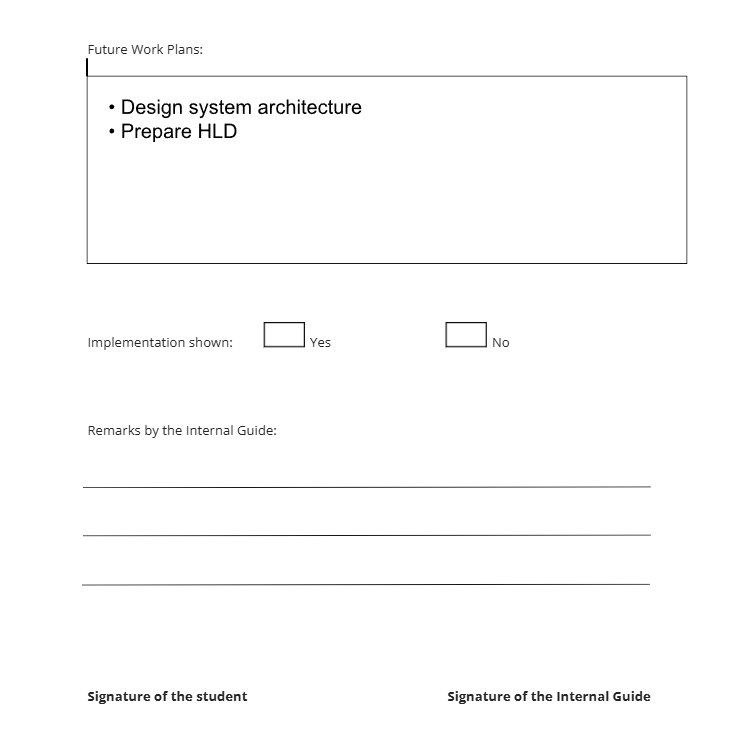 Future Work Plans:
• Design system architecture
• Prepare HLD
Implementation shown: Yes No
Remarks by the Internal Guide:
Signature of the student Signature of the Internal Guide